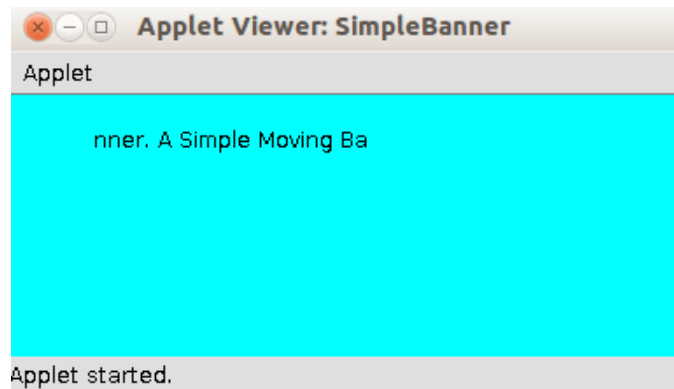 Applet Viewer: SimpleBanner
Applet
nner. A Simple Moving Ba
Applet started.